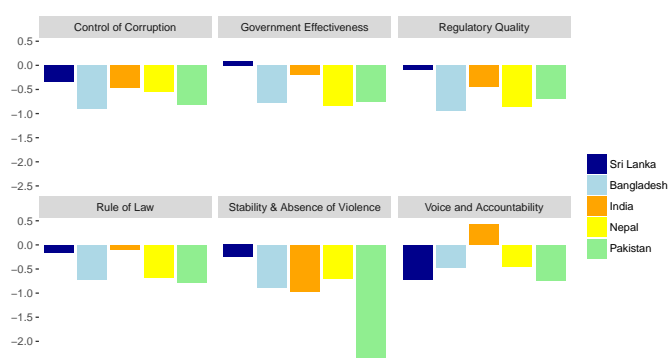 Control of Corruption
Government Effectiveness
Regulatory Quality
0.5
0.0
−0.5
−1.0
−1.5
−2.0
−2.5
Rule of Law
Stability & Absence of Violence
Voice and Accountability
0.5
0.0
−0.5
−1.0
−1.5
−2.0
Sri Lanka
Bangladesh
India
Nepal
Pakistan